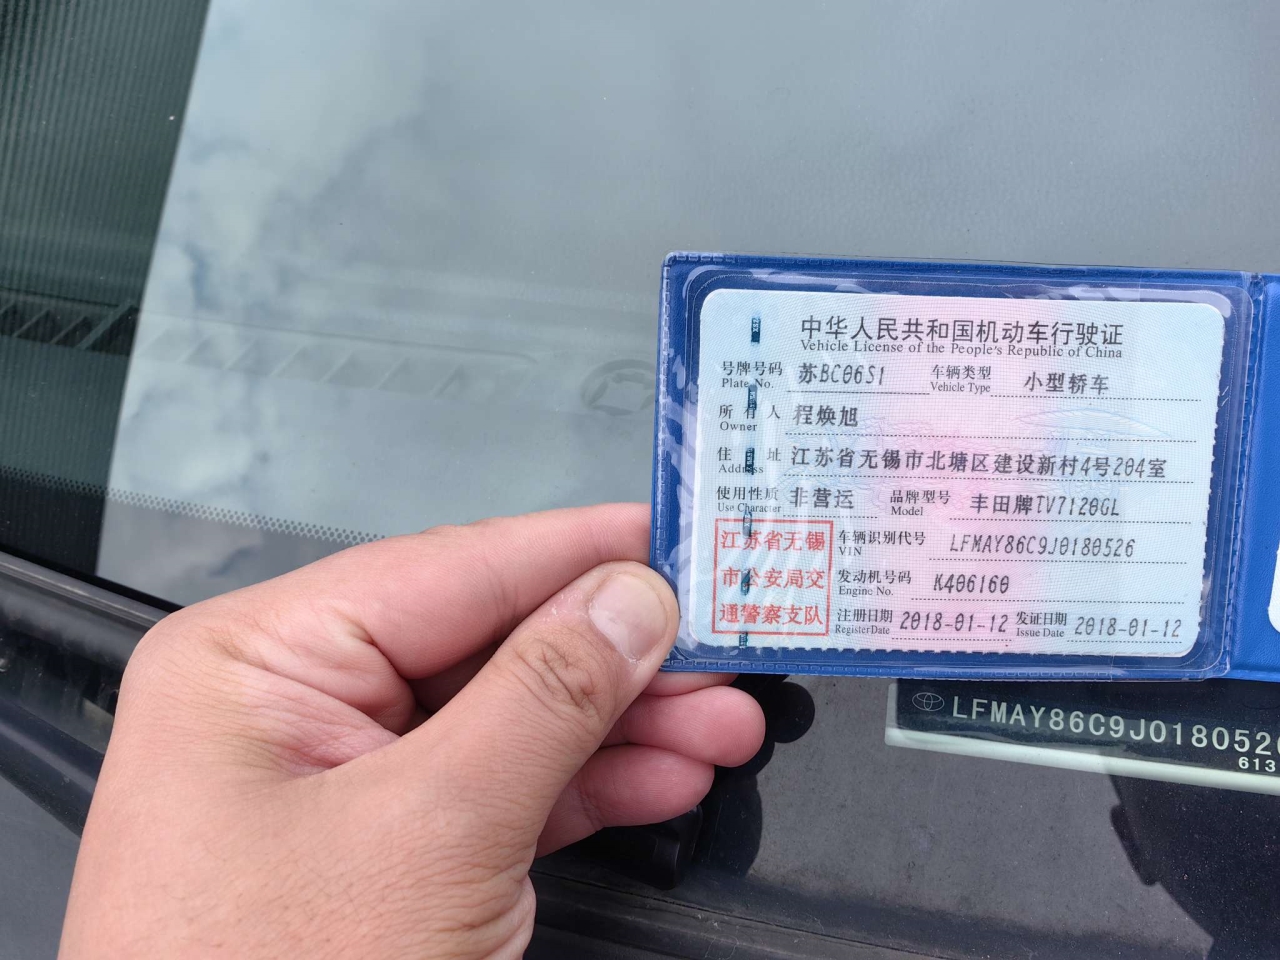 中华人民共和国机动车行驶证
Vehicle License of the People's Republic of China
号牌号码 苏BC06S1 车辆类型 小型轿车
Plate No. Vehicle Type
所有人 程焕旭
Owner
住址 江苏省无锡市北塘区建设新村4号204室
Address
使用性质 非营运 品牌型号 丰田牌TV7120GL
Use Character Model
江苏省无锡
市公安局交
通警察支队
车辆识别代号 LFMAY86C9J0180526
VIN
发动机号码 K406160
Engine No.
注册日期 2018-01-12 发证日期 2018-01-12
Register Date Issue Date
LFMAY86C9J0180526
613